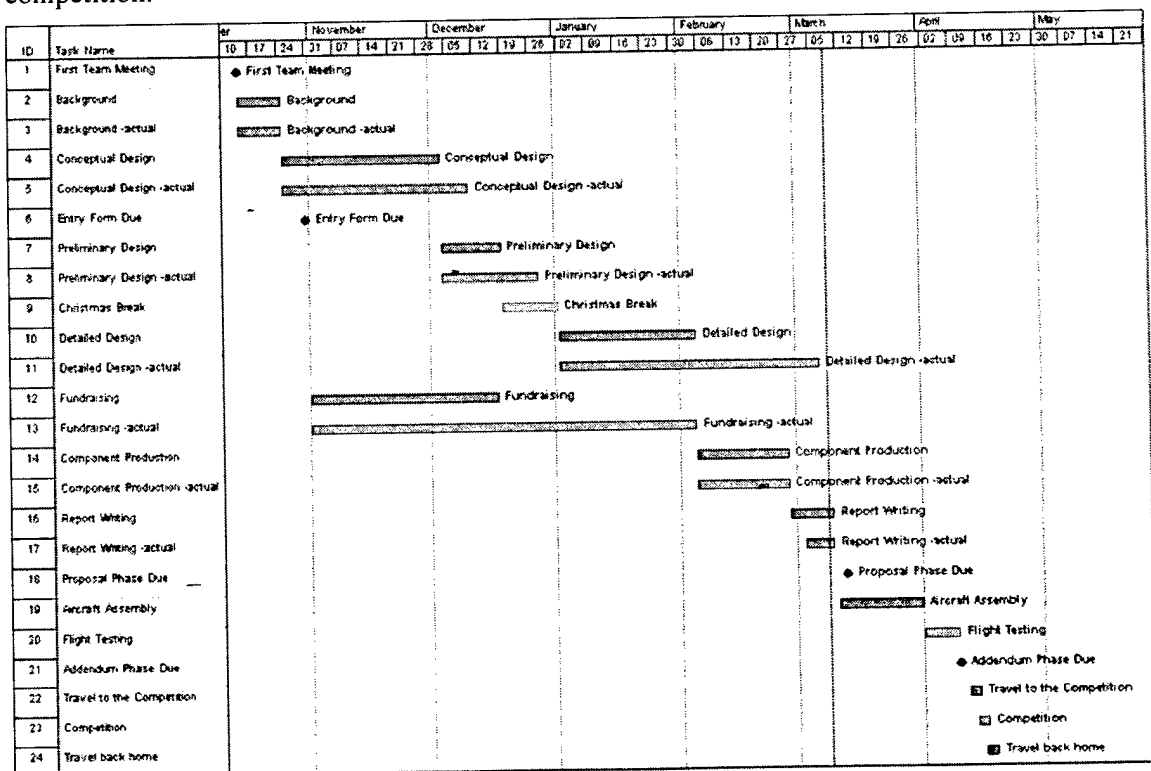 competition.
er November December January February March April May
ID Task Name 10 17 24 31 07 14 21 28 05 12 19 26 02 09 16 23 30 06 13 20 27 05 12 19 26 02 09 16 23 30 07 14 21
1 First Team Meeting First Team Meeting
2 Background Background
3 Background -actual Background -actual
4 Conceptual Design Conceptual Design
5 Conceptual Design -actual Conceptual Design -actual
6 Entry Form Due Entry Form Due
7 Preliminary Design Preliminary Design
8 Preliminary Design -actual Preliminary Design -actual
9 Christmas Break Christmas Break
10 Detailed Design Detailed Design
11 Detailed Design -actual Detailed Design -actual
12 Fundraising Fundraising
13 Fundraising -actual Fundraising -actual
14 Component Production Component Production
15 Component Production -actual Component Production -actual
16 Report Writing Report Writing
17 Report Writing -actual Report Writing -actual
18 Proposal Phase Due Proposal Phase Due
19 Aircraft Assembly Aircraft Assembly
20 Flight Testing Flight Testing
21 Addendum Phase Due Addendum Phase Due
22 Travel to the Competition Travel to the Competition
23 Competition Competition
24 Travel back home Travel back home